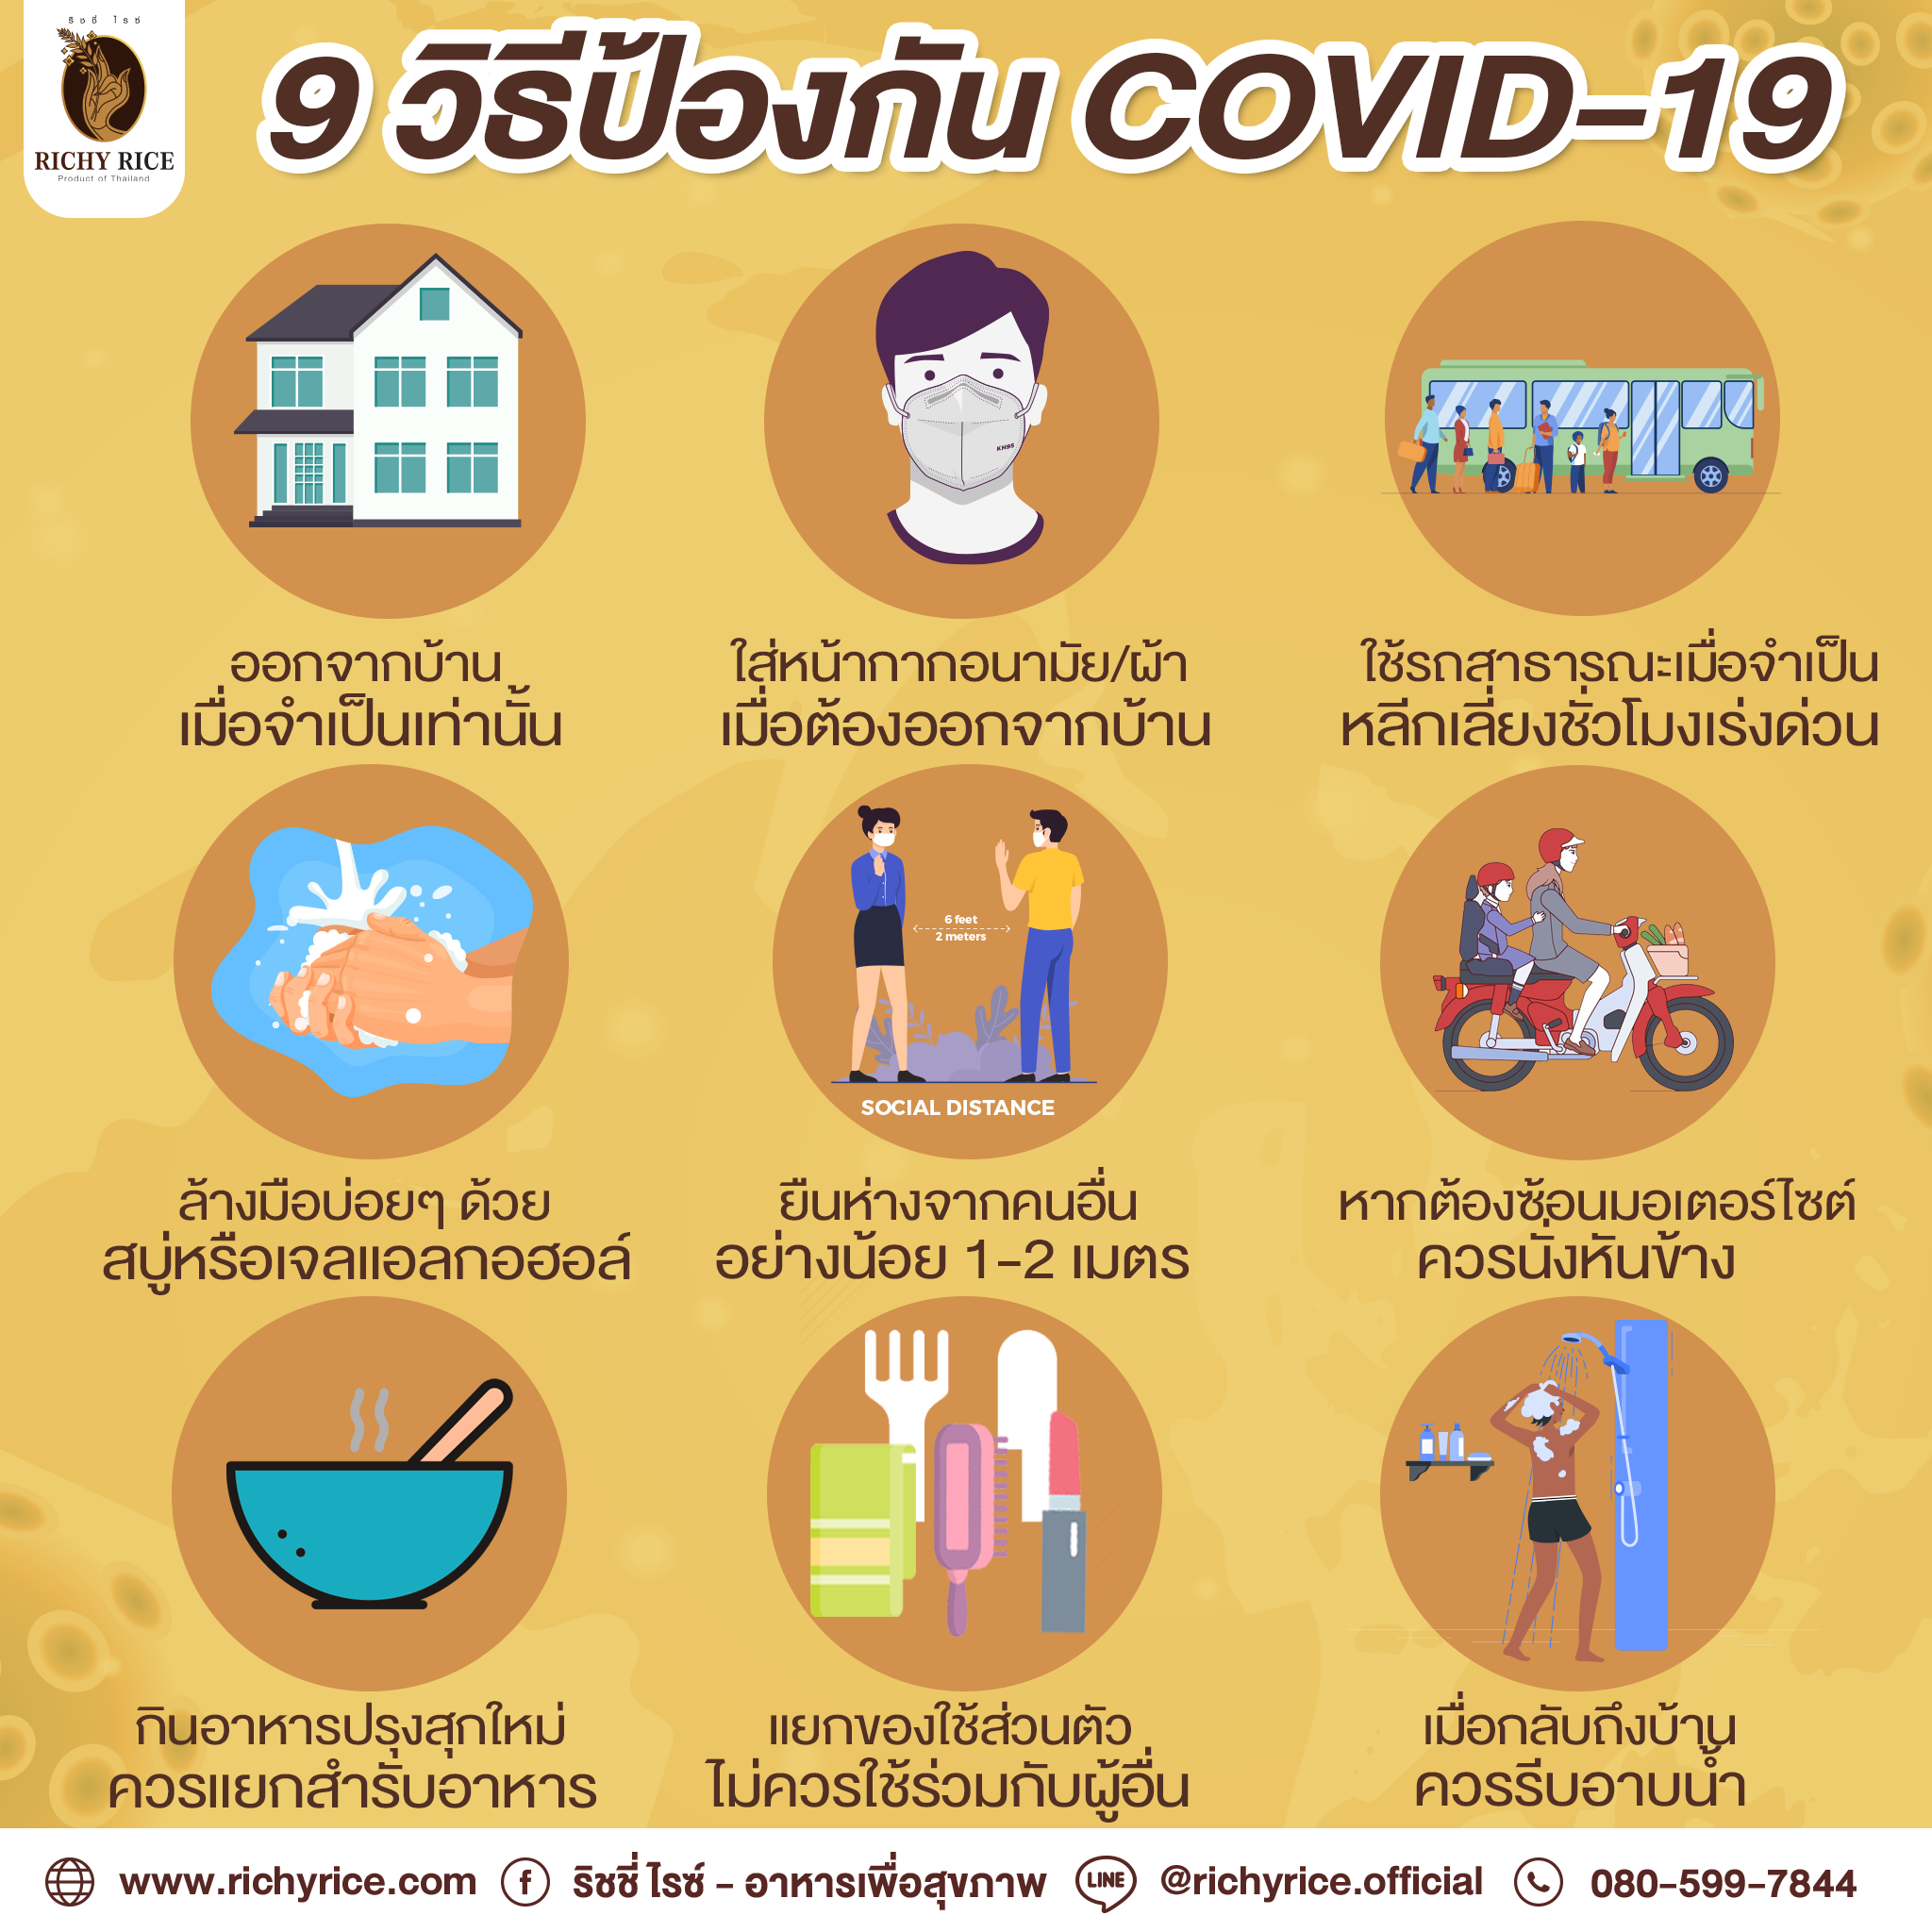 ริชชี่ ไรซ์
RICHY RICE
Product of Thailand
9 วิธีป้องกัน COVID-19
ออกจากบ้าน
เมื่อจำเป็นเท่านั้น
KN95
ใส่หน้ากากอนามัย/ผ้า
เมื่อต้องออกจากบ้าน
ใช้รถสาธารณะเมื่อจำเป็น
หลีกเลี่ยงชั่วโมงเร่งด่วน
ล้างมือบ่อยๆ ด้วย
สบู่หรือเจลแอลกอฮอล์
6 feet
2 meters
SOCIAL DISTANCE
ยืนห่างจากคนอื่น
อย่างน้อย 1-2 เมตร
หากต้องซ้อนมอเตอร์ไซต์
ควรนั่งหันข้าง
กินอาหารปรุงสุกใหม่
ควรแยกสำรับอาหาร
แยกของใช้ส่วนตัว
ไม่ควรใช้ร่วมกับผู้อื่น
เมื่อกลับถึงบ้าน
ควรรีบอาบน้ำ
www.richyrice.com f ริชชี่ ไรซ์ - อาหารเพื่อสุขภาพ LINE @richyrice.official 080-599-7844